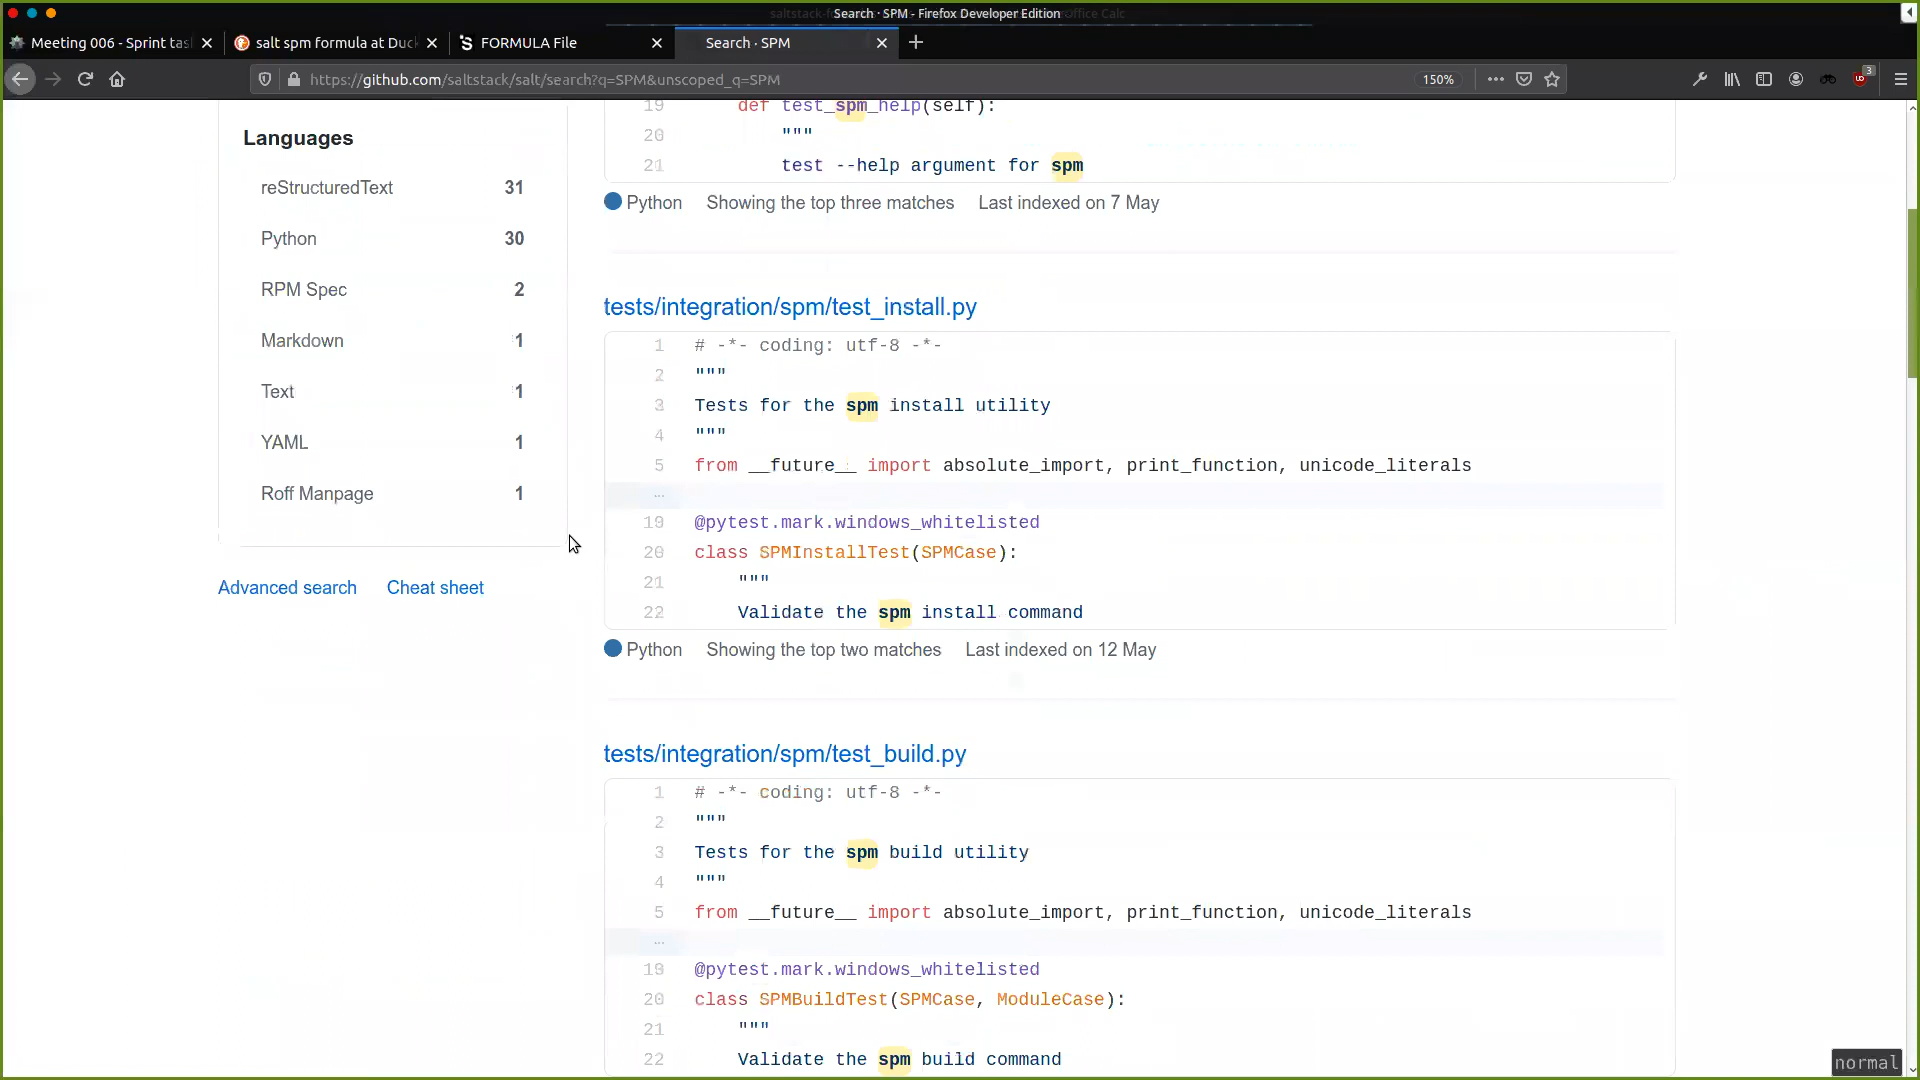 Search · SPM - Firefox Developer Edition
Meeting 006 - Sprint tas
salt spm formula at Duc
FORMULA File
Search · SPM
https://github.com/saltstack/salt/search?q=SPM&unscoped_q=SPM
150%
3
Languages
reStructuredText 31
Python 30
RPM Spec 2
Markdown 1
Text 1
YAML 1
Roff Manpage 1
Advanced search Cheat sheet
19 def test_spm_help(self):
20 """
21 test --help argument for spm
Python Showing the top three matches Last indexed on 7 May
tests/integration/spm/test_install.py
1 # -*- coding: utf-8 -*-
2 """
3 Tests for the spm install utility
4 """
5 from __future__ import absolute_import, print_function, unicode_literals
...
19 @pytest.mark.windows_whitelisted
20 class SPMInstallTest(SPMCase):
21 """
22 Validate the spm install command
Python Showing the top two matches Last indexed on 12 May
tests/integration/spm/test_build.py
1 # -*- coding: utf-8 -*-
2 """
3 Tests for the spm build utility
4 """
5 from __future__ import absolute_import, print_function, unicode_literals
...
19 @pytest.mark.windows_whitelisted
20 class SPMBuildTest(SPMCase, ModuleCase):
21 """
22 Validate the spm build command
normal